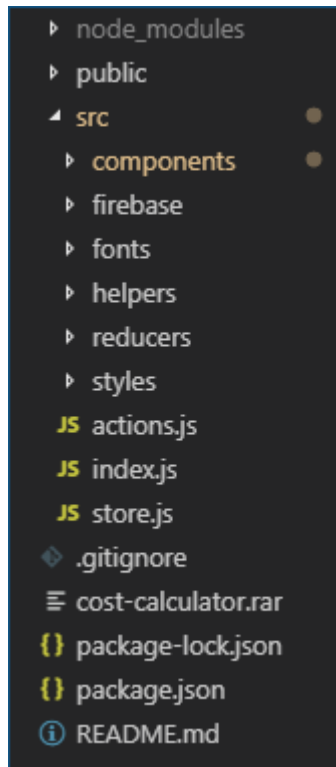 node_modules
public
src
components
firebase
fonts
helpers
reducers
styles
JS actions.js
JS index.js
JS store.js
.gitignore
cost-calculator.rar
{} package-lock.json
{} package.json
README.md